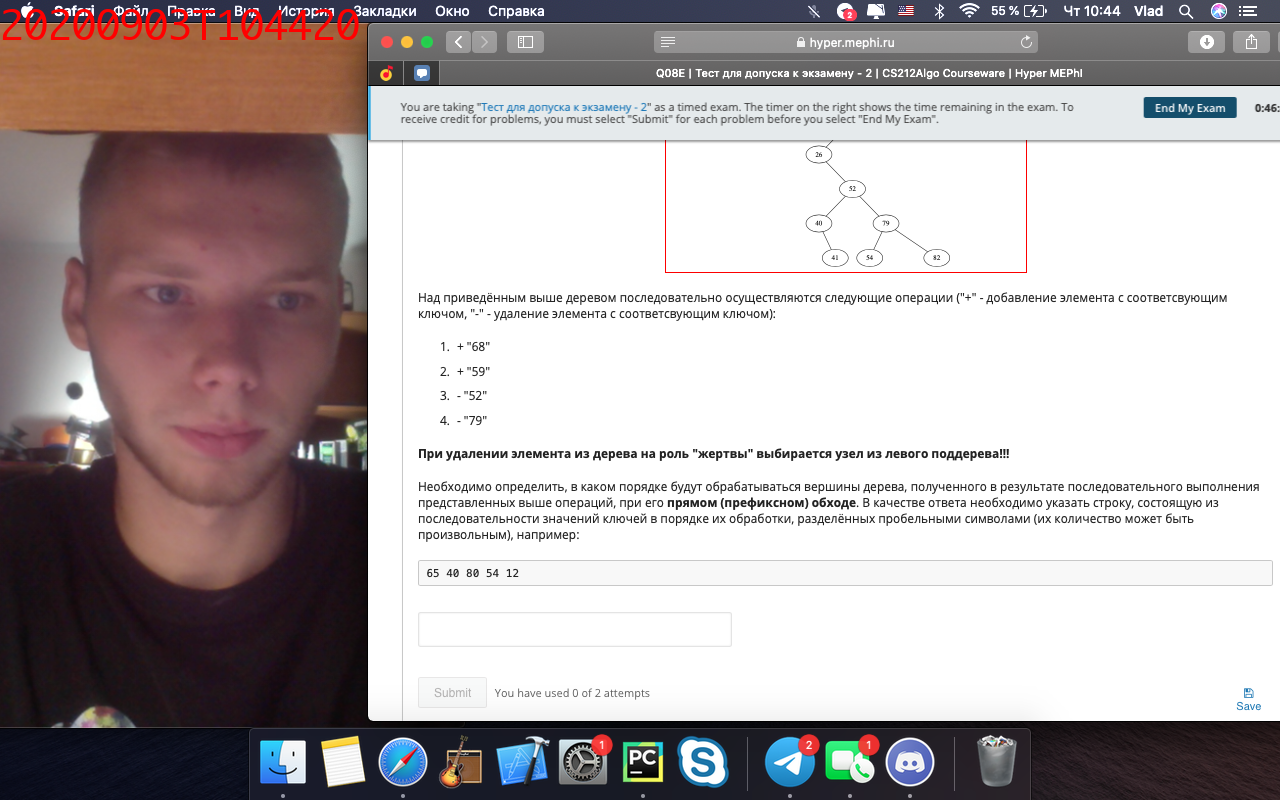 20200903T104420
Safari Файл Правка Вид История Закладки Окно Справка
2 55 % Чт 10:44 Vlad
hyper.mephi.ru
Q08E | Тест для допуска к экзамену - 2 | CS212Algo Courseware | Hyper MEPhI
You are taking "Тест для допуска к экзамену - 2" as a timed exam. The timer on the right shows the time remaining in the exam. To
receive credit for problems, you must select "Submit" for each problem before you select "End My Exam".
End My Exam
0:46:
26
52
40 79
41 54 82
Над приведённым выше деревом последовательно осуществляются следующие операции ("+" - добавление элемента с соответсвующим
ключом, "-" - удаление элемента с соответсвующим ключом):
1. + "68"
2. + "59"
3. - "52"
4. - "79"
При удалении элемента из дерева на роль "жертвы" выбирается узел из левого поддерева!!!
Необходимо определить, в каком порядке будут обрабатываться вершины дерева, полученного в результате последовательного выполнения
представленных выше операций, при его прямом (префиксном) обходе. В качестве ответа необходимо указать строку, состоящую из
последовательности значений ключей в порядке их обработки, разделённых пробельными символами (их количество может быть
произвольным), например:
65 40 80 54 12
Submit You have used 0 of 2 attempts
Save
1 PC 2 1